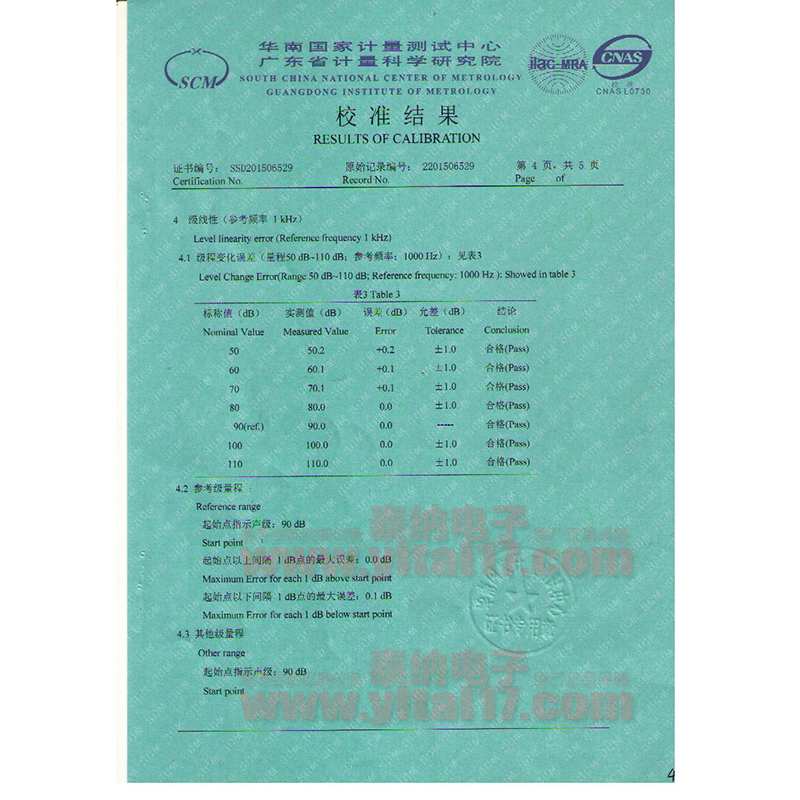 SCM
华南国家计量测试中心
广东省计量科学研究院
SOUTH CHINA NATIONAL CENTER OF METROLOGY
GUANGDONG INSTITUTE OF METROLOGY
ilac-MRA
CNAS
校 准
CNAS L0730
校准结果
RESULTS OF CALIBRATION
证书编号: SSD201506529 原始记录编号: 2201506529 第 4 页, 共 5 页
Certification No. Record No. Page of
4 级线性 (参考频率 1 kHz)
Level linearity error (Reference frequency 1 kHz)
4.1 级程变化误差 (量程50 dB~110 dB; 参考频率: 1000 Hz): 见表3
Level Change Error(Range 50 dB~110 dB; Reference frequency: 1000 Hz ): Showed in table 3
表3 Table 3
标称值 (dB) 实测值 (dB) 误差 (dB) 允差 (dB) 结论
Nominal Value Measured Value Error Tolerance Conclusion
50 50.2 +0.2 ±1.0 合格(Pass)
60 60.1 +0.1 ±1.0 合格(Pass)
70 70.1 +0.1 ±1.0 合格(Pass)
80 80.0 0.0 ±1.0 合格(Pass)
90(ref.) 90.0 0.0 ----- 合格(Pass)
100 100.0 0.0 ±1.0 合格(Pass)
110 110.0 0.0 ±1.0 合格(Pass)
4.2 参考级量程
Reference range
起始点指示声级: 90 dB
Start point
泰纳电子
www.yltai17.com
起始点以上间隔 1 dB点的最大误差: 0.0 dB
Maximum Error for each 1 dB above start point
起始点以下间隔 1 dB点的最大误差: 0.1 dB
Maximum Error for each 1 dB below start point
证书专用章
4.3 其他级量程
Other range
起始点指示声级: 90 dB
Start point
泰纳电子
www.yltai17.com
4